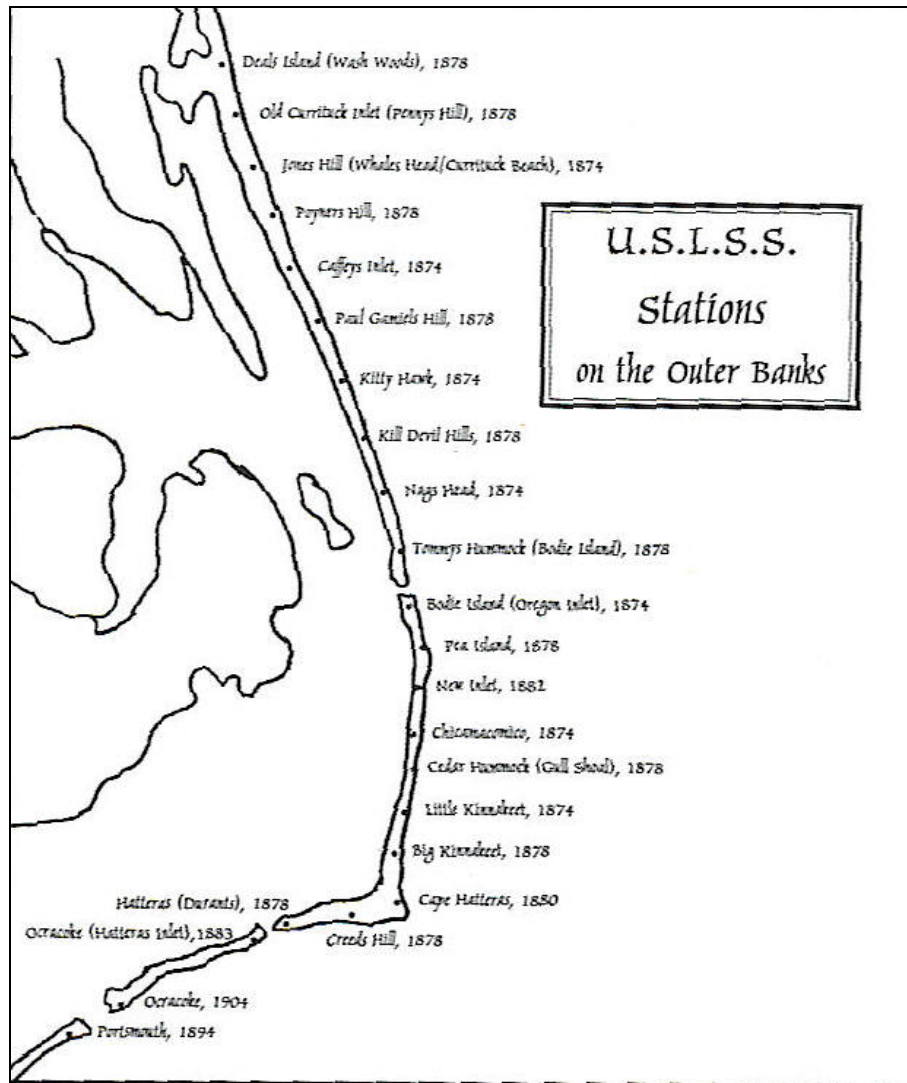 Deals Island (Wash Woods), 1878
Old Currituck Inlet (Pennys Hill), 1878
Jones Hill (Whales Head/Currituck Beach), 1874
Poyners Hill, 1878
U.S.L.S.S.
Stations
on the Outer Banks
Caffeys Inlet, 1874
Paul Gamiels Hill, 1878
Kitty Hawk, 1874
Kill Devil Hills, 1878
Nags Head, 1874
Tommys Hummock (Bodie Island), 1878
Bodie Island (Oregon Inlet), 1874
Pea Island, 1878
New Inlet, 1882
Chicamacomico, 1874
Cedar Hummock (Gull Shoal), 1878
Little Kinnakeet, 1874
Big Kinnakeet, 1878
Hatteras (Durants), 1878
Cape Hatteras, 1880
Ocracoke (Hatteras Inlet),1883
Creeds Hill, 1878
Ocracoke, 1904
Portsmouth, 1894